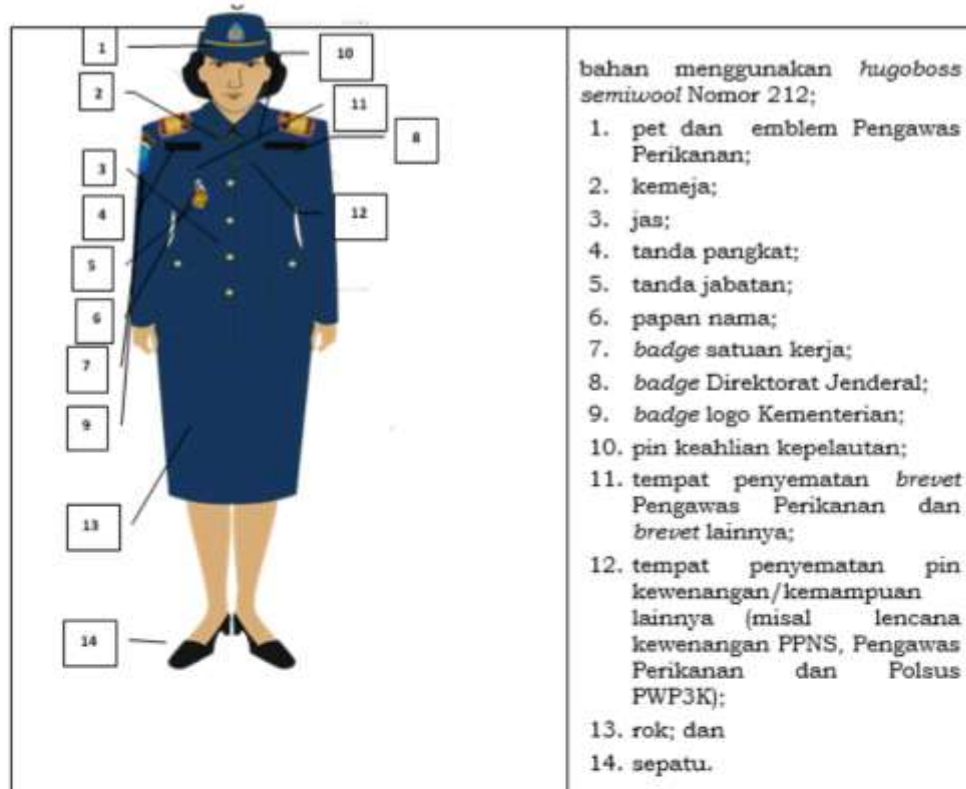 1
10
2
11
8
3
4
12
5
6
7
9
13
14
bahan menggunakan hugoboss
semiwool Nomor 212;
1. pet dan emblem Pengawas
Perikanan;
2. kemeja;
3. jas;
4. tanda pangkat;
5. tanda jabatan;
6. papan nama;
7. badge satuan kerja;
8. badge Direktorat Jenderal;
9. badge logo Kementerian;
10. pin keahlian kepelautan;
11. tempat penyematan brevet
Pengawas Perikanan dan
brevet lainnya;
12. tempat penyematan pin
kewenangan/kemampuan
lainnya (misal lencana
kewenangan PPNS, Pengawas
Perikanan dan Polsus
PWP3K);
13. rok; dan
14. sepatu.